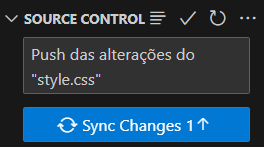 SOURCE CONTROL
Push das alterações do
"style.css"
Sync Changes 1↑